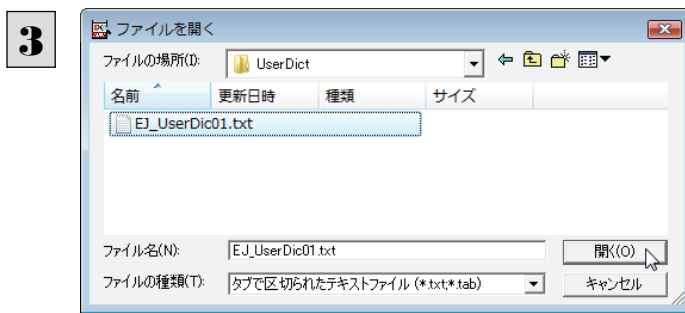 3
ファイルを開く
ファイルの場所(I):
UserDict
名前 更新日時 種類 サイズ
EJ_UserDic01.txt
ファイル名(N): EJ_UserDic01.txt 開く(O)
ファイルの種類(T): タブで区切られたテキストファイル (*.txt;*.tab) キャンセル